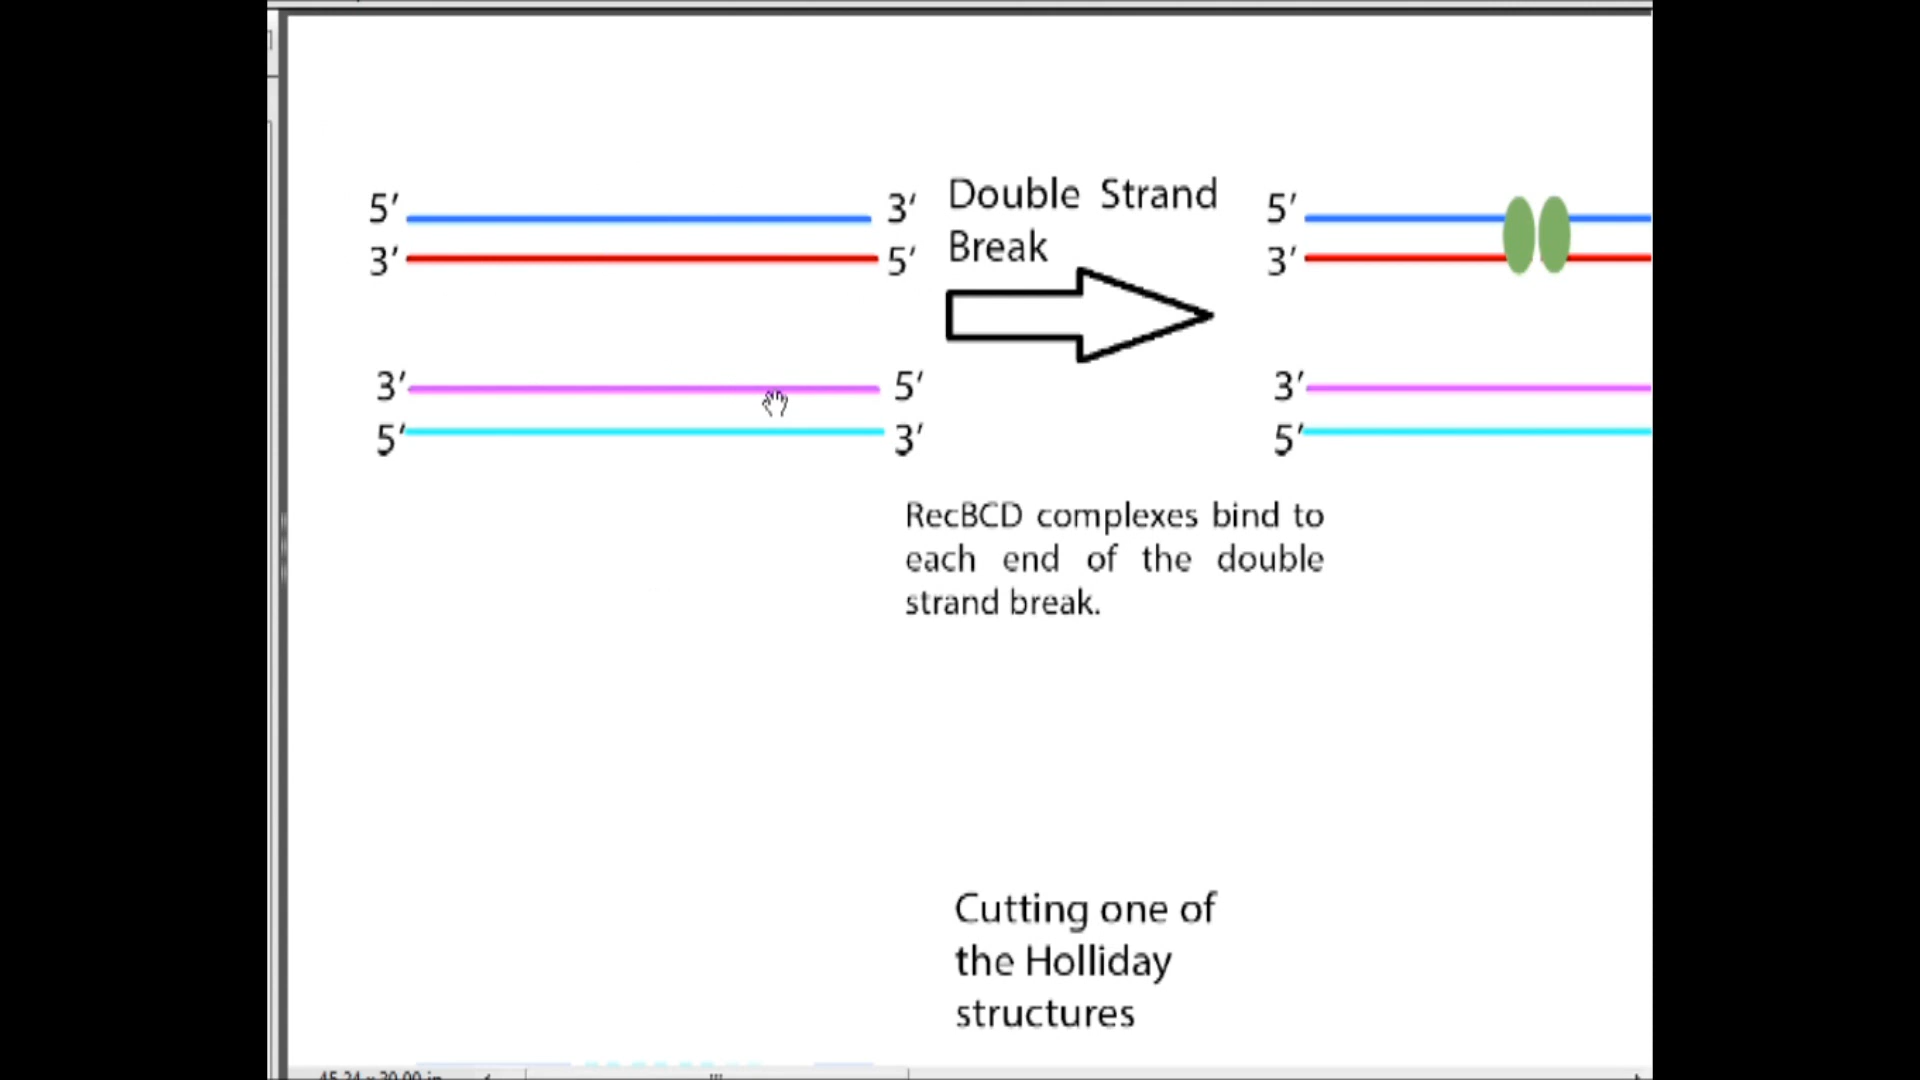 5′ 3′
3′ 5′
Double Strand
Break
5′
3′
3′ 5′
5′ 3′
3′
5′
RecBCD complexes bind to
each end of the double
strand break.
Cutting one of
the Holliday
structures